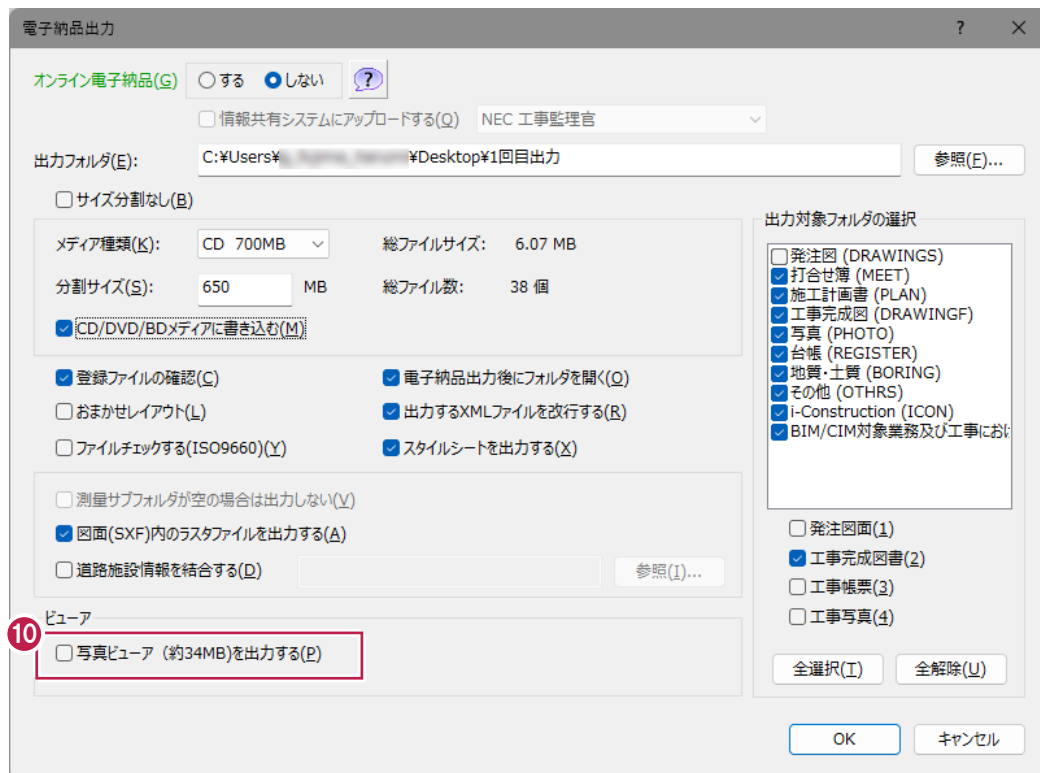 電子納品出力
オンライン電子納品(G) する しない ?
情報共有システムにアップロードする(O) NEC 工事監理官
出力フォルダ(E): C:¥Users¥ ¥Desktop¥1回目出力 参照(F)...
サイズ分割なし(B)
メディア種類(K): CD 700MB 総ファイルサイズ: 6.07 MB
分割サイズ(S): 650 MB 総ファイル数: 38 個
CD/DVD/BDメディアに書き込む(M)
登録ファイルの確認(C) 電子納品出力後にフォルダを開く(O)
おまかせレイアウト(L) 出力するXMLファイルを改行する(R)
ファイルチェックする(ISO9660)(Y) スタイルシートを出力する(X)
測量サブフォルダが空の場合は出力しない(V)
図面(SXF)内のラスタファイルを出力する(A)
道路施設情報を結合する(D) 参照(I)...
ビューア
10
写真ビューア (約34MB)を出力する(P)
出力対象フォルダの選択
発注図 (DRAWINGS)
打合せ簿 (MEET)
施工計画書 (PLAN)
工事完成図 (DRAWINGF)
写真 (PHOTO)
台帳 (REGISTER)
地質・土質 (BORING)
その他 (OTHRS)
i-Construction (ICON)
BIM/CIM対象業務及び工事におけ
発注図面(1)
工事完成図書(2)
工事帳票(3)
工事写真(4)
全選択(T) 全解除(U)
OK キャンセル